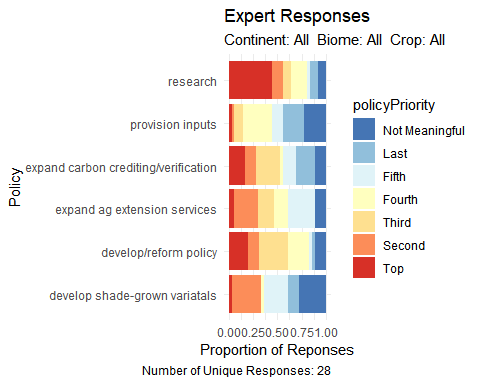 Expert Responses
Continent: All  Biome: All  Crop: All
Policy
research
provision inputs
expand carbon crediting/verification
expand ag extension services
develop/reform policy
develop shade-grown variatals
0.000.250.500.751.00
Proportion of Reponses
Number of Unique Responses: 28
policyPriority
Not Meaningful
Last
Fifth
Fourth
Third
Second
Top